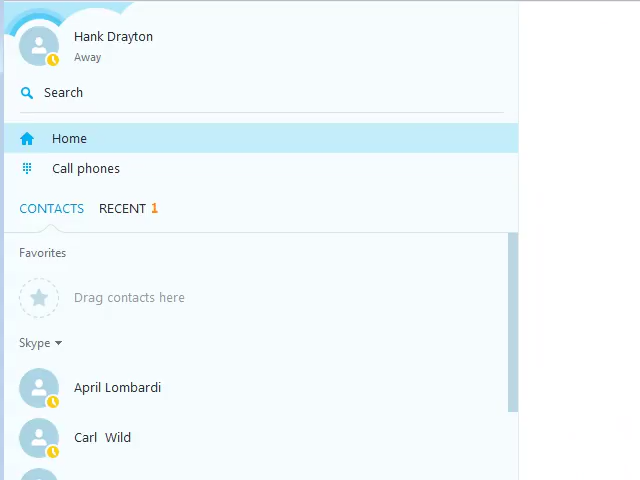 Hank Drayton
Away
Search
Home
Call phones
CONTACTS RECENT 1
Favorites
Drag contacts here
Skype
April Lombardi
Carl Wild